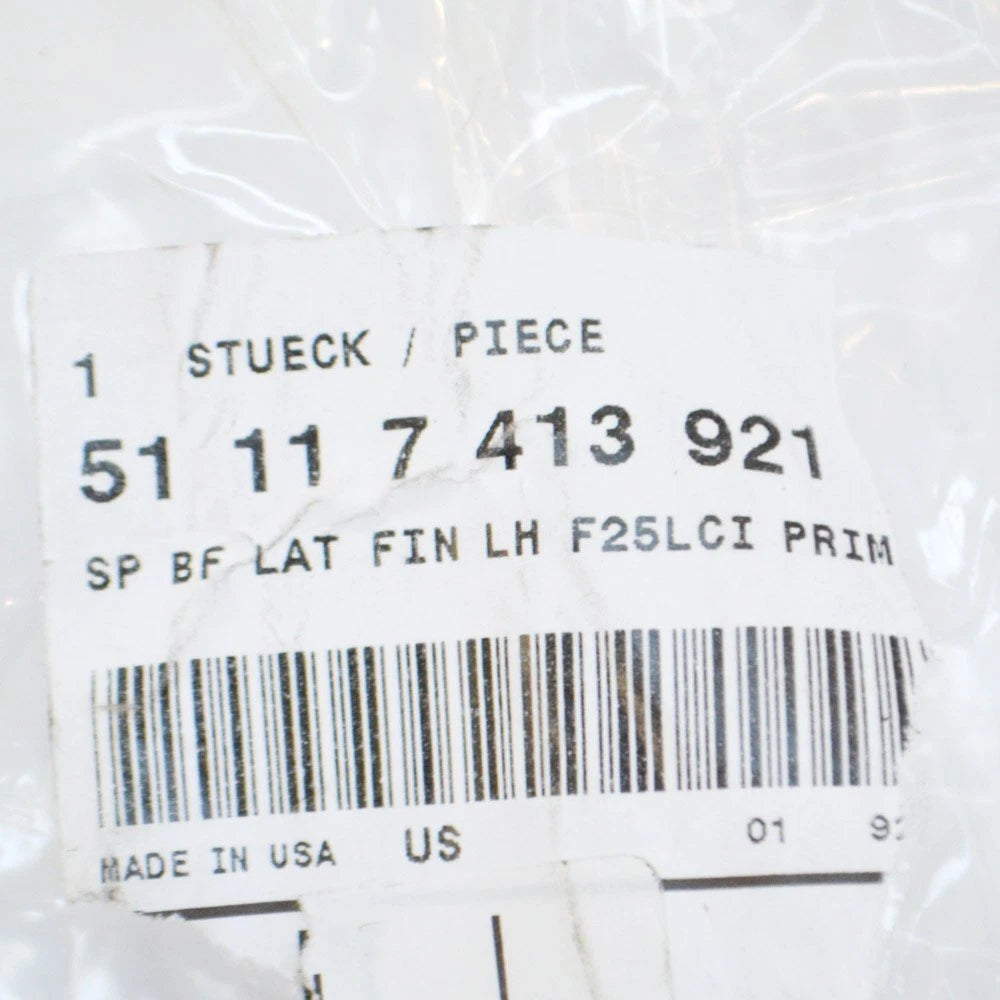 1 STUECK / PIECE
51 11 7 413 921
SP BF LAT FIN LH F25LCI PRIM
MADE IN USA US 01